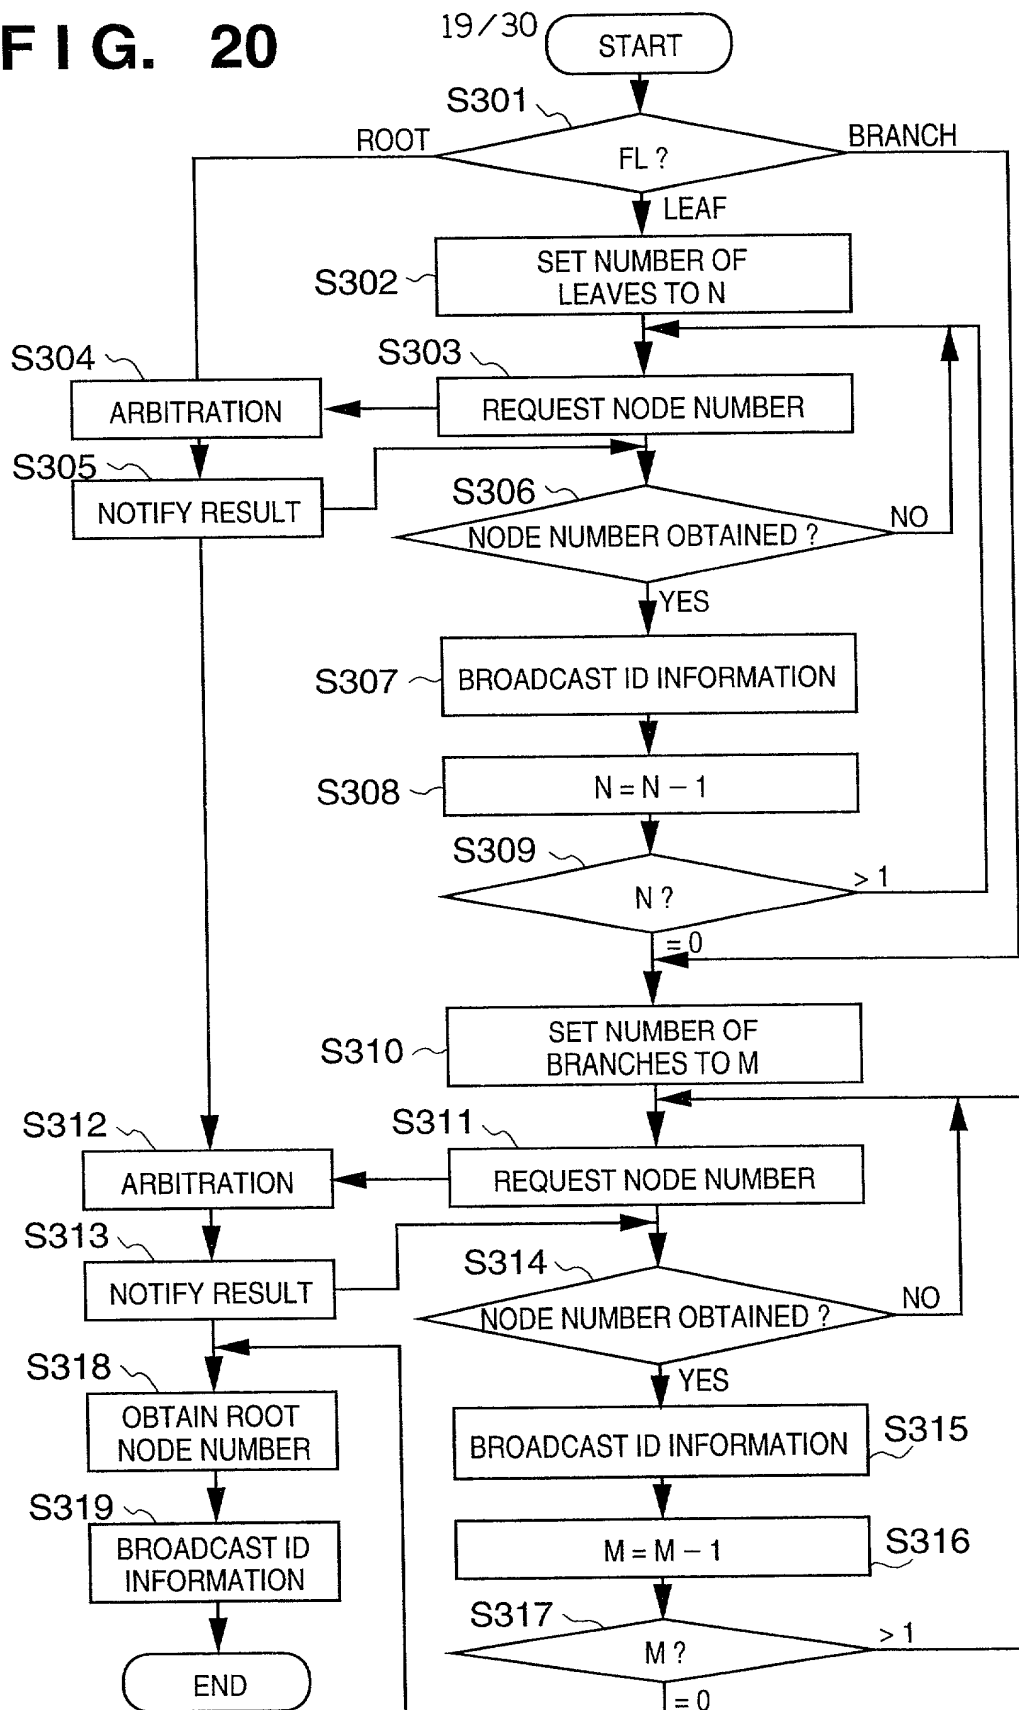 FIG. 20
19/30
START
S301
ROOT
FL ?
BRANCH
LEAF
S302
SET NUMBER OF
LEAVES TO N
S304
ARBITRATION
S303
REQUEST NODE NUMBER
S305
NOTIFY RESULT
S306
NODE NUMBER OBTAINED ?
NO
YES
S307
BROADCAST ID INFORMATION
S308
N = N – 1
S309
N ?
> 1
= 0
S310
SET NUMBER OF
BRANCHES TO M
S312
ARBITRATION
S311
REQUEST NODE NUMBER
S313
NOTIFY RESULT
S314
NODE NUMBER OBTAINED ?
NO
YES
S318
OBTAIN ROOT
NODE NUMBER
S315
BROADCAST ID INFORMATION
S319
BROADCAST ID
INFORMATION
S316
M = M – 1
S317
M ?
> 1
= 0
END